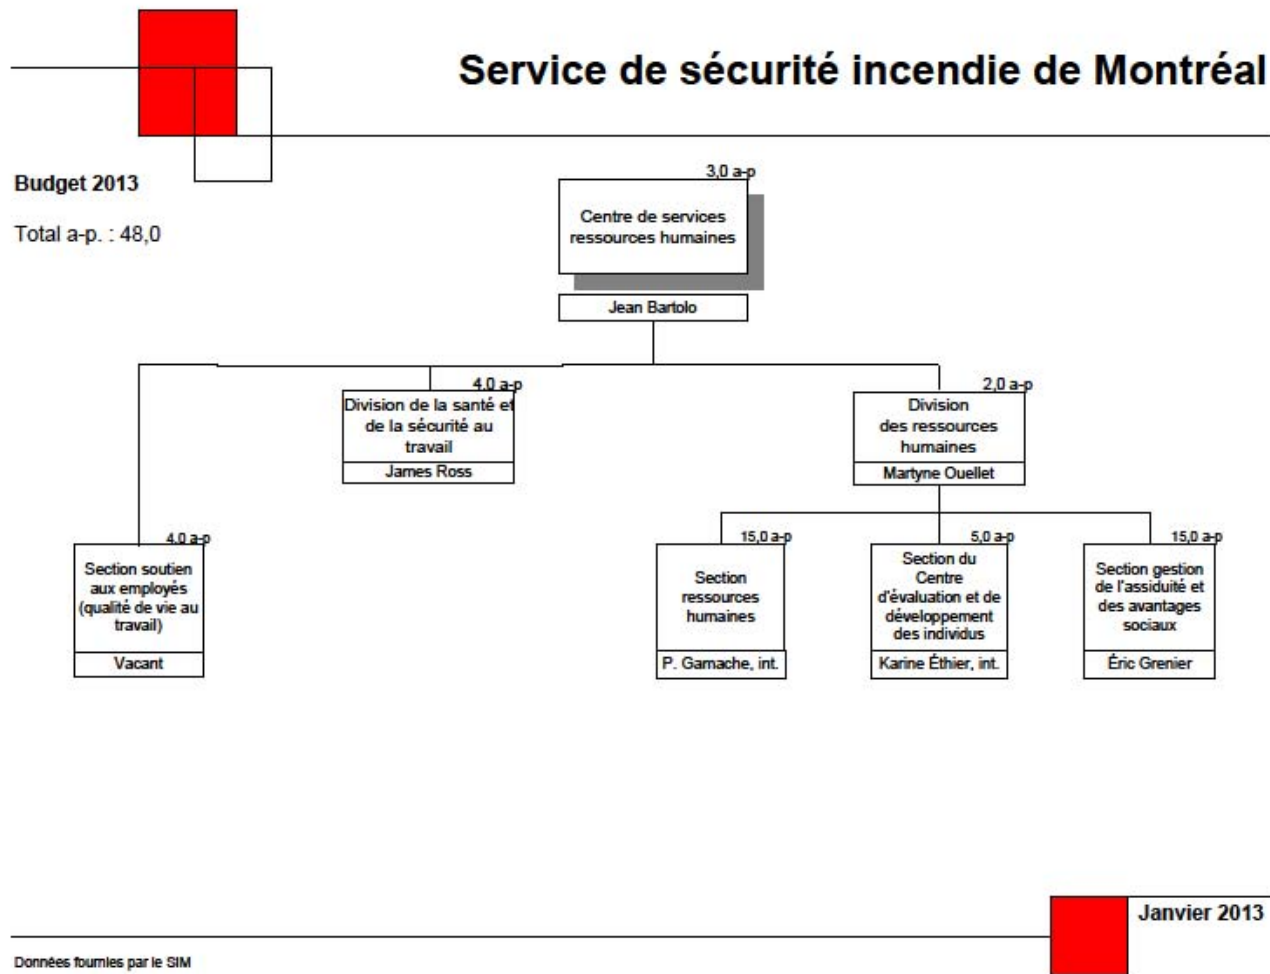 Service de sécurité incendie de Montréal
Budget 2013
Total a-p. : 48,0
3,0 a-p
Centre de services
ressources humaines
Jean Bartolo
4,0 a-p
Division de la santé et
de la sécurité au
travail
James Ross
2,0 a-p
Division
des ressources
humaines
Martyne Ouellet
4,0 a-p
Section soutien
aux employés
(qualité de vie au
travail)
Vacant
15,0 a-p
Section
ressources
humaines
P. Gamache, int.
5,0 a-p
Section du
Centre
d'évaluation et de
développement
des individus
Karine Éthier, int.
15,0 a-p
Section gestion
de l'assiduité et
des avantages
sociaux
Éric Grenier
Janvier 2013
Données fournies par le SIM